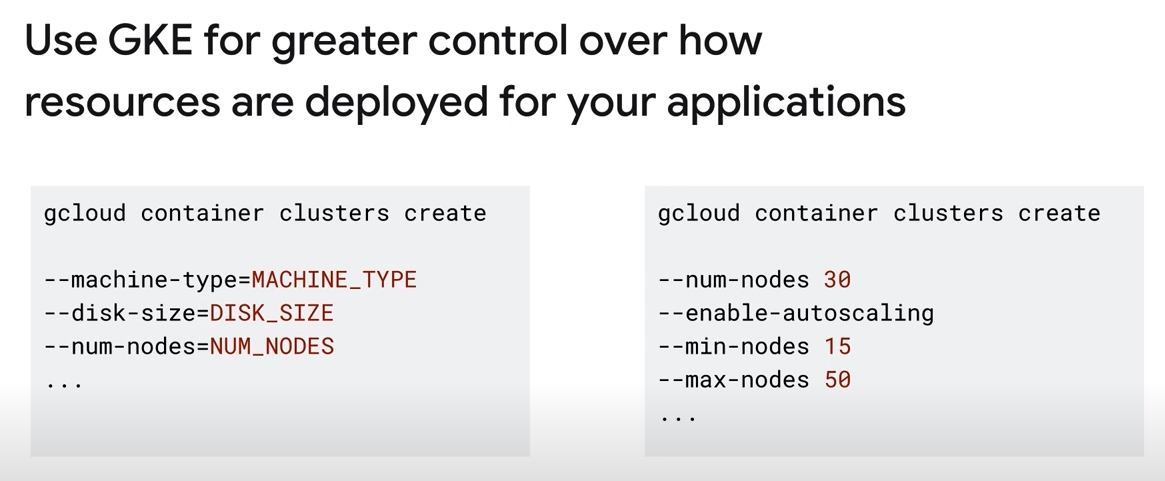 Use GKE for greater control over how
resources are deployed for your applications
gcloud container clusters create
--machine-type=MACHINE_TYPE
--disk-size=DISK_SIZE
--num-nodes=NUM_NODES
...
gcloud container clusters create
--num-nodes 30
--enable-autoscaling
--min-nodes 15
--max-nodes 50
...